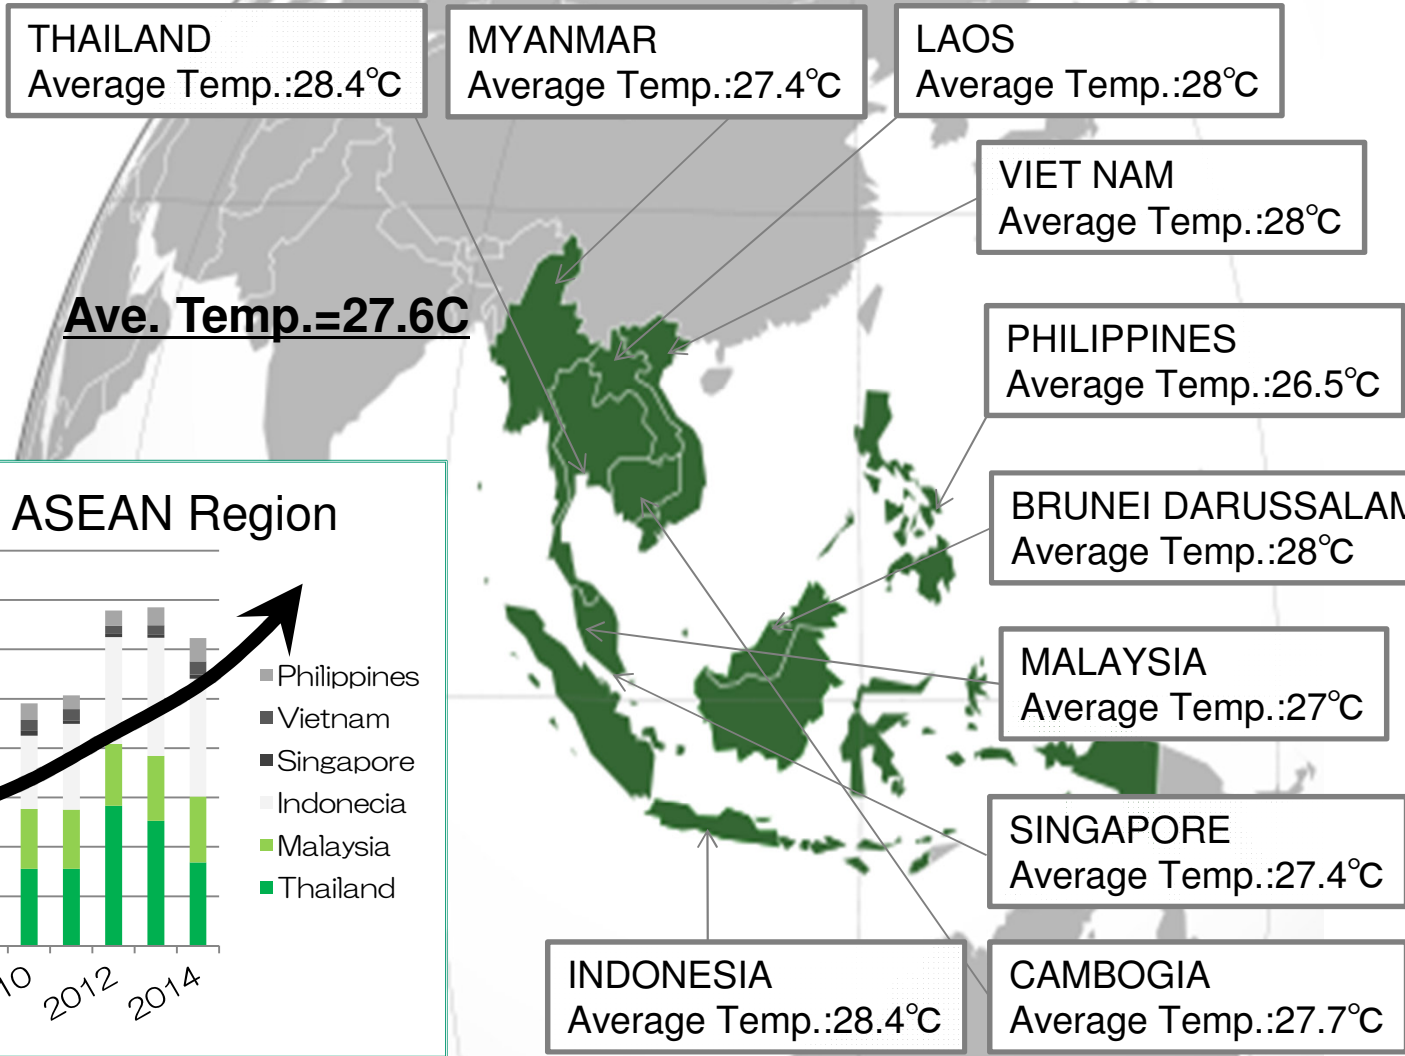 THAILAND
Average Temp.:28.4℃
MYANMAR
Average Temp.:27.4℃
LAOS
Average Temp.:28℃
VIET NAM
Average Temp.:28℃
Ave. Temp.=27.6C
PHILIPPINES
Average Temp.:26.5℃
BRUNEI DARUSSALAM
Average Temp.:28℃
MALAYSIA
Average Temp.:27℃
SINGAPORE
Average Temp.:27.4℃
INDONESIA
Average Temp.:28.4℃
CAMBOGIA
Average Temp.:27.7℃
ASEAN Region
Philippines
Vietnam
Singapore
Indonecia
Malaysia
Thailand
10
2012
2014